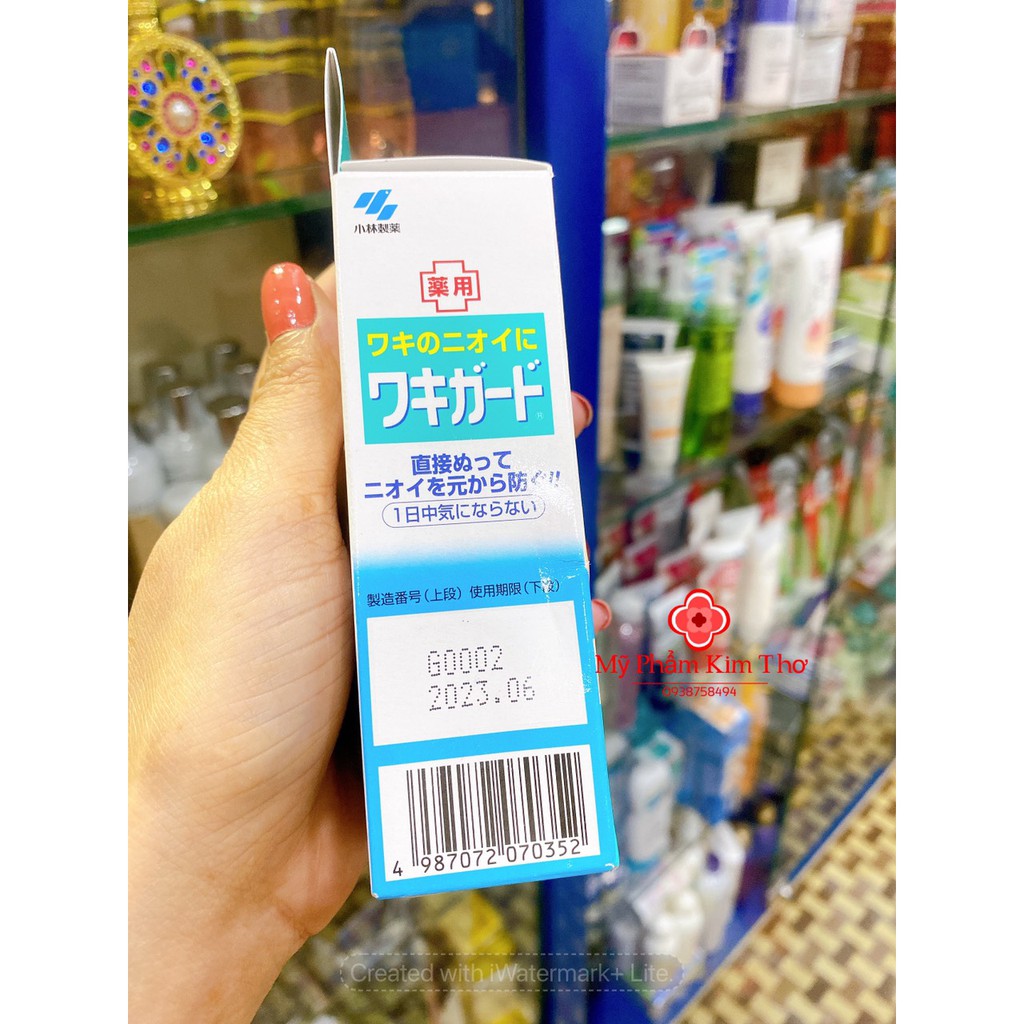 小林製薬
薬用
ワキのニオイに
ワキガード
直接ぬって
ニオイを元から防ぐ!!
1日中気にならない
製造番号(上段) 使用期限(下段)
G0002
2023.06
4 987072 070352
Mỹ Phẩm Kim Thơ
0938758494
Created with iWatermark+ Lite.